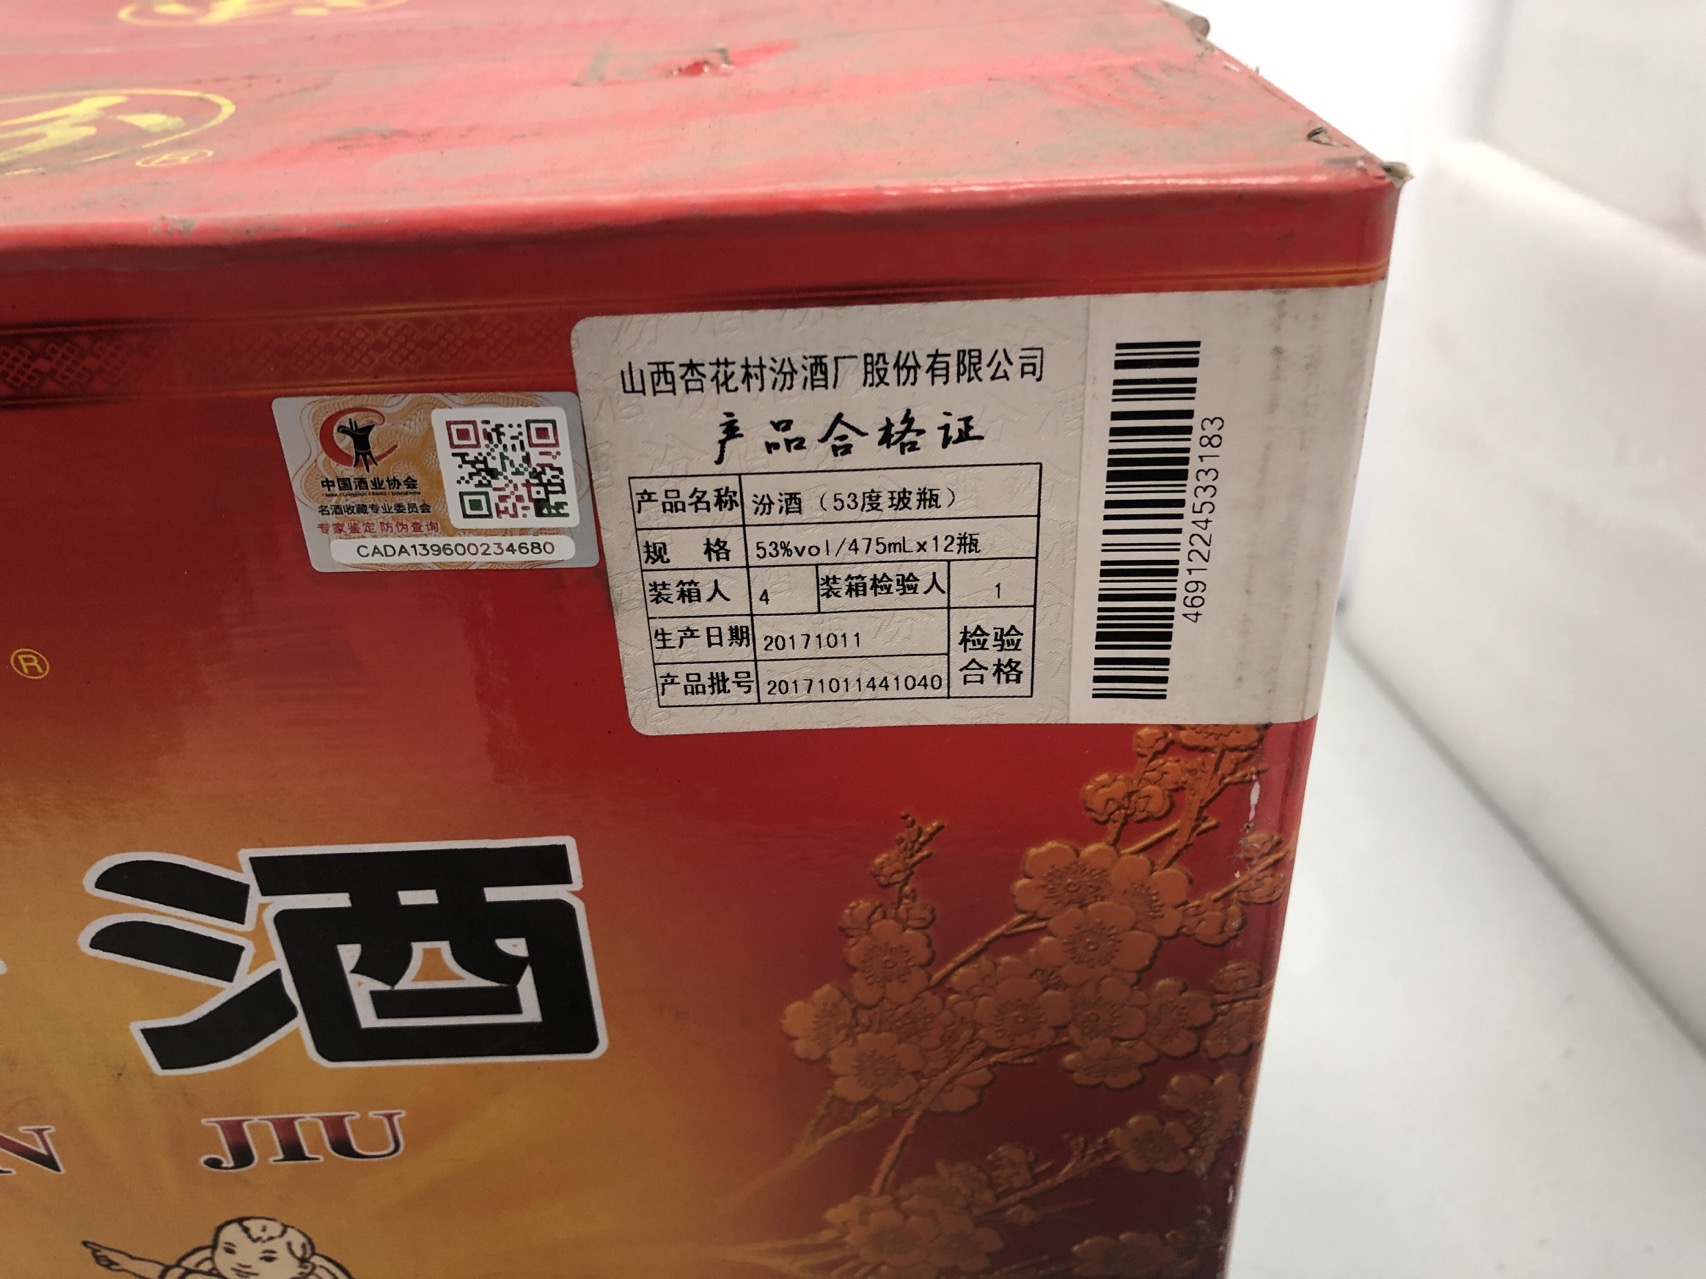 汾
®
中国酒业协会
名酒收藏专业委员会
专家鉴定 防伪查询
CADA139600234680
山西杏花村汾酒厂股份有限公司
产品合格证
产品名称 汾酒（53度玻瓶）
规 格 53%vol/475mLx12瓶
装箱人 4 装箱检验人 1
生产日期 20171011 检验
产品批号 20171011441040 合格
4691224533183
®
酒
N JIU